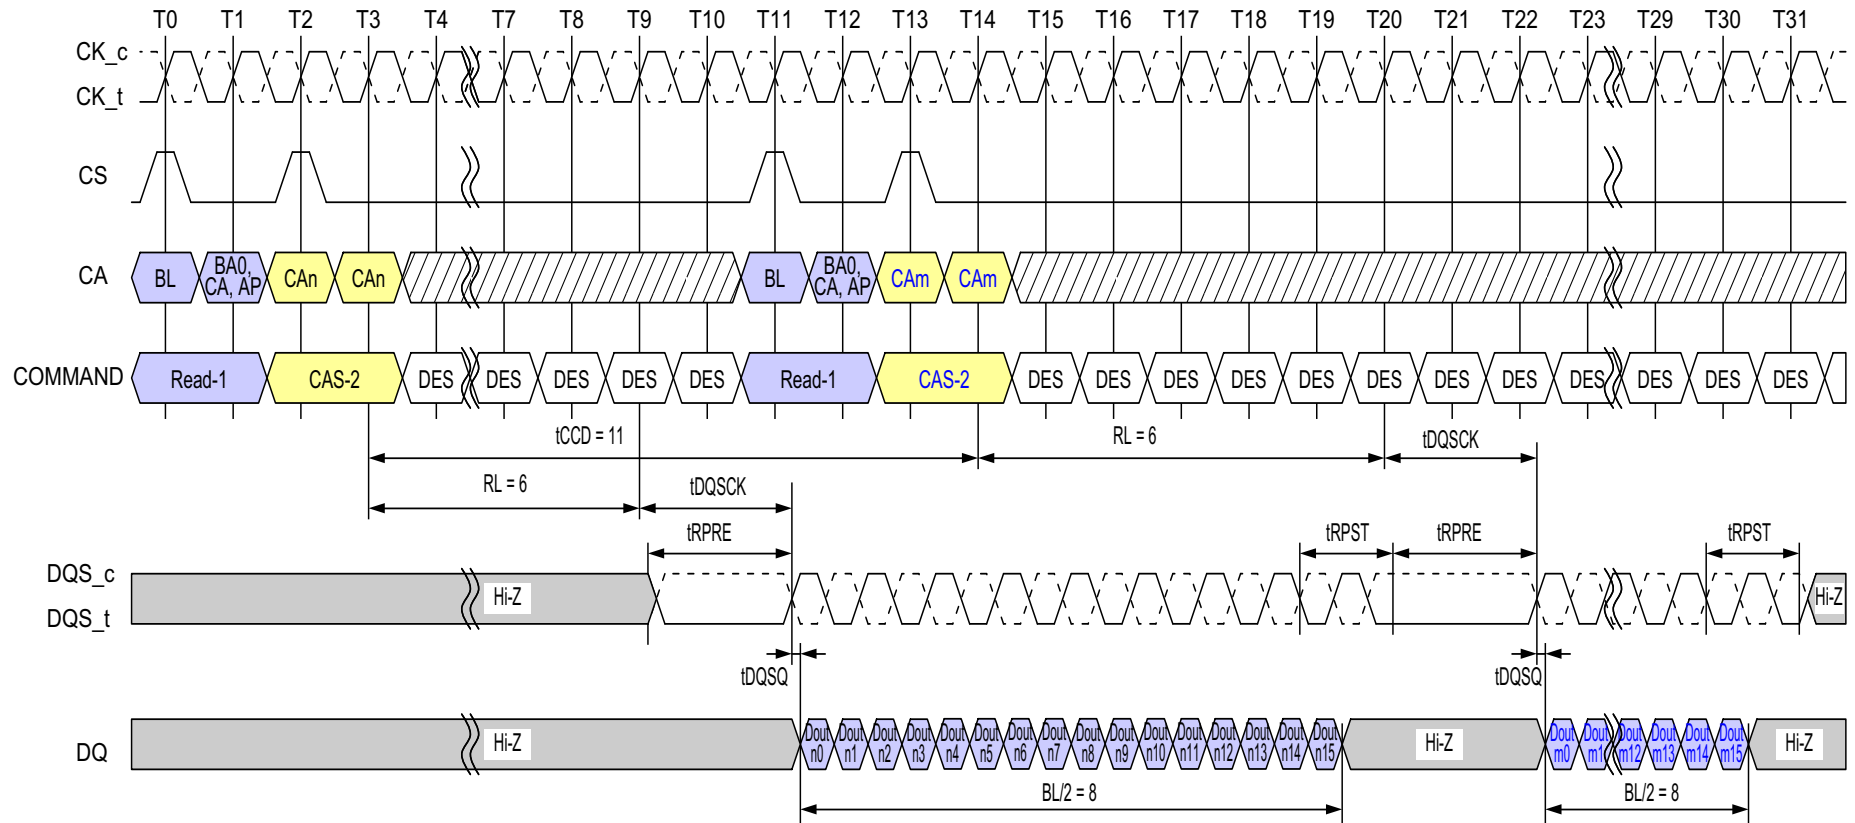 T0 T1 T2 T3 T4 T7 T8 T9 T10 T11 T12 T13 T14 T15 T16 T17 T18 T19 T20 T21 T22 T23 T29 T30 T31
CK_c
CK_t
CS
CA BL BA0, CA, AP CAn CAn BL BA0, CA, AP CAm CAm
COMMAND Read-1 CAS-2 DES DES DES DES DES Read-1 CAS-2 DES DES DES DES DES DES DES DES DES DES DES DES
tCCD = 11 RL = 6 tDQSCK
RL = 6 tDQSCK
tRPRE tRPST tRPRE tRPST
DQS_c
Hi-Z Hi-Z
DQS_t
tDQSQ tDQSQ
DQ Hi-Z Dout n0 Dout n1 Dout n2 Dout n3 Dout n4 Dout n5 Dout n6 Dout n7 Dout n8 Dout n9 Dout n10 Dout n11 Dout n12 Dout n13 Dout n14 Dout n15 Hi-Z Dout m0 Dout m1 Dout m12 Dout m13 Dout m14 Dout m15 Hi-Z
BL/2 = 8 BL/2 = 8